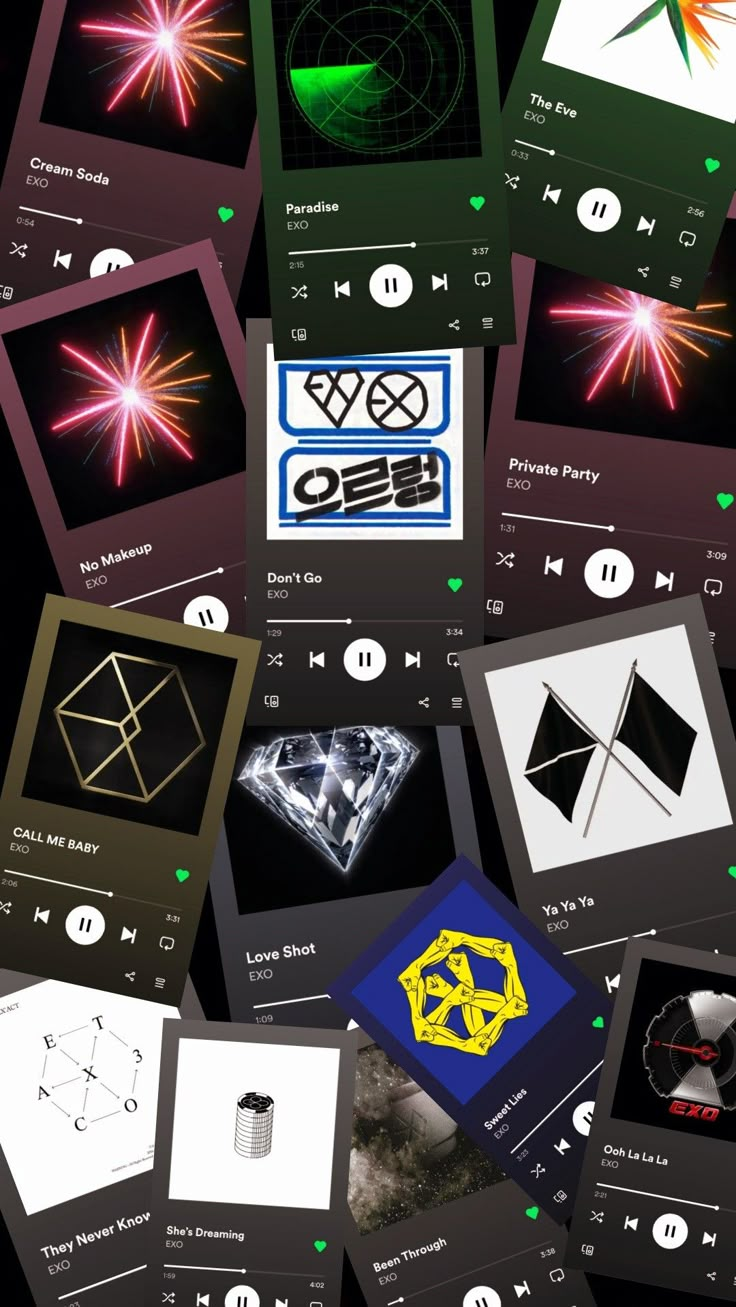 Cream Soda
EXO
0:54
Paradise
EXO
2:15
3:37
The Eve
EXO
0:33
2:56
No Makeup
EXO
EXO
으르렁
Don't Go
EXO
1:29
3:34
Private Party
EXO
1:31
3:09
CALL ME BABY
EXO
2:06
3:31
Love Shot
EXO
1:09
Ya Ya Ya
EXO
E T
A X 3
C O
They Never Know
EXO
She's Dreaming
EXO
1:59
4:02
Been Through
EXO
3:38
Sweet Lies
EXO
3:23
EXO
Ooh La La La
EXO
2:21